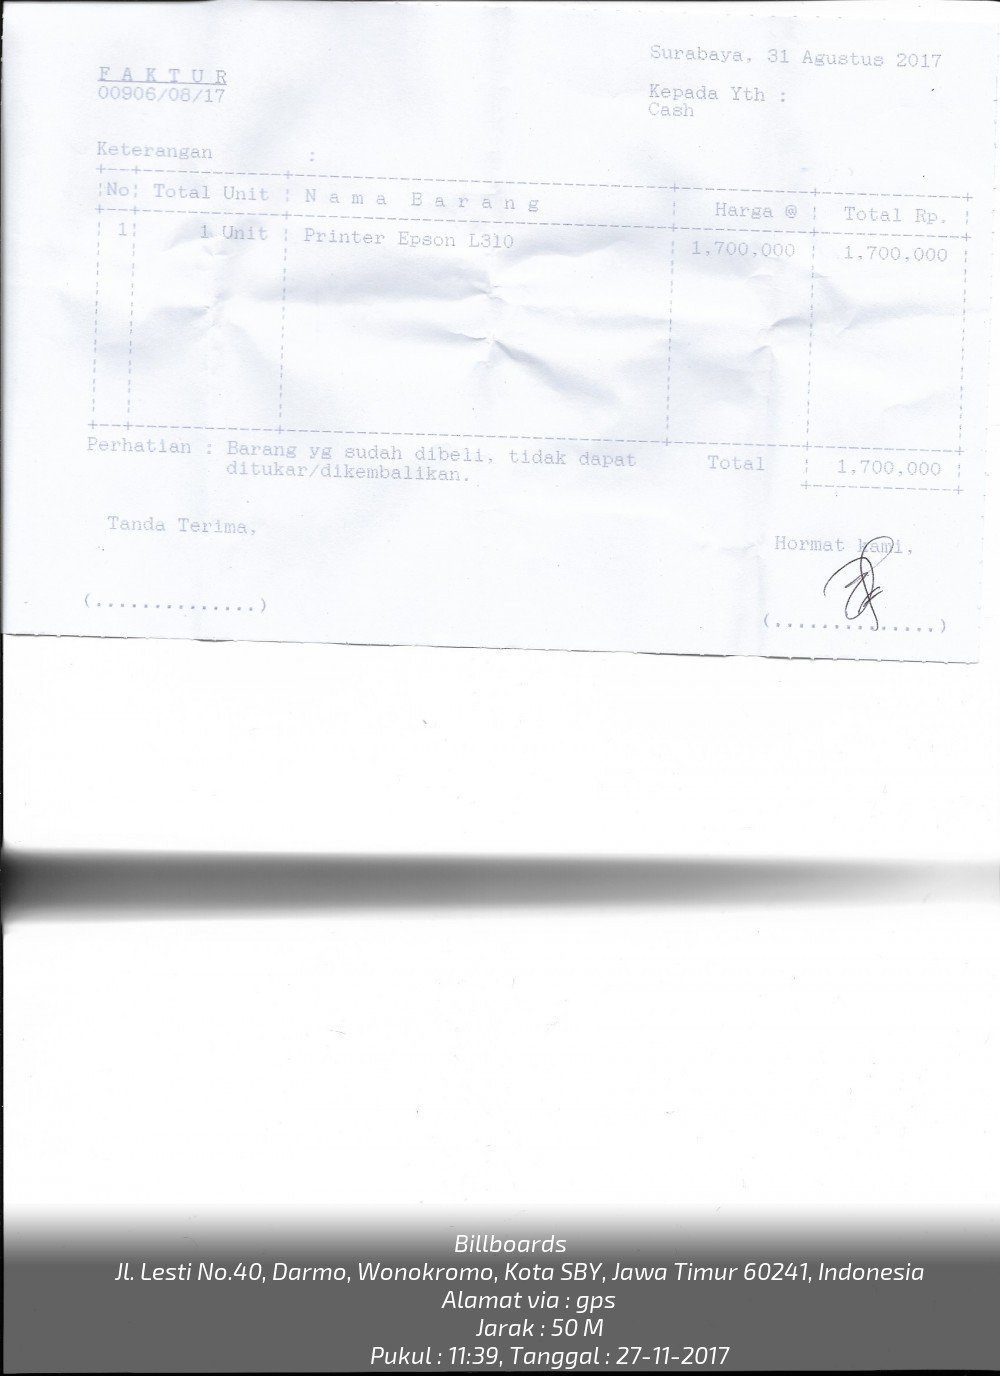 Surabaya, 31 Agustus 2017
F A K T U R
00906/08/17
Kepada Yth :
Cash
Keterangan :
No Total Unit N a m a B a r a n g Harga @ Total Rp.
1 1 Unit Printer Epson L310 1,700,000 1,700,000
Perhatian : Barang yg sudah dibeli, tidak dapat Total 1,700,000
ditukar/dikembalikan.
Tanda Terima,
Hormat kami,
(..............)
(..............)
Billboards
Jl. Lesti No.40, Darmo, Wonokromo, Kota SBY, Jawa Timur 60241, Indonesia
Alamat via : gps
Jarak : 50 M
Pukul : 11:39, Tanggal : 27-11-2017